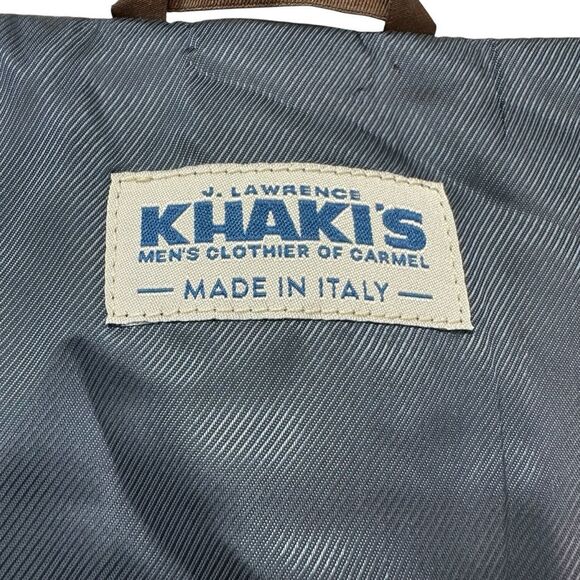 J. LAWRENCE
KHAKI'S
MEN'S CLOTHIER OF CARMEL
— MADE IN ITALY —